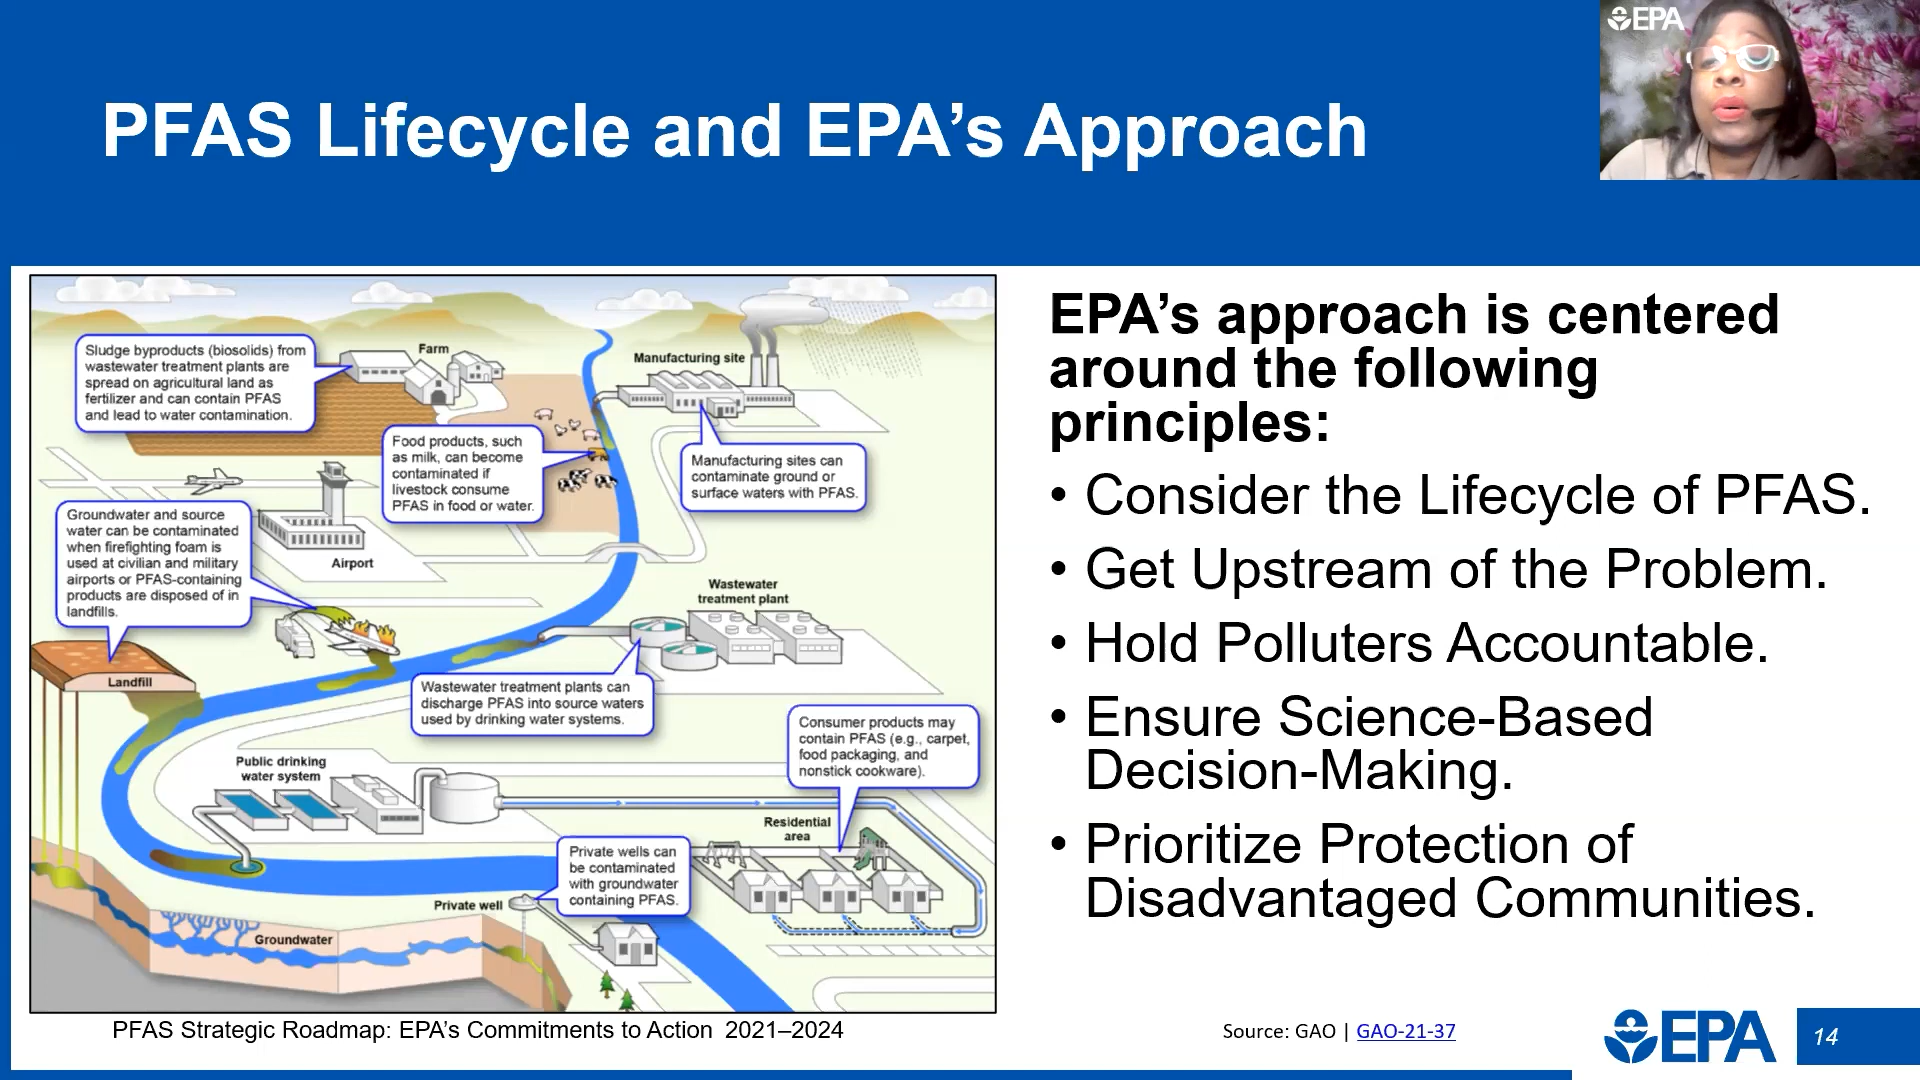 EPA
PFAS Lifecycle and EPA’s Approach
Sludge byproducts (biosolids) from
wastewater treatment plants are
spread on agricultural land as
fertilizer and can contain PFAS
and lead to water contamination.
Farm
Manufacturing site
Food products, such
as milk, can become
contaminated if
livestock consume
PFAS in food or water.
Manufacturing sites can
contaminate ground or
surface waters with PFAS.
Groundwater and source
water can be contaminated
when firefighting foam is
used at civilian and military
airports or PFAS-containing
products are disposed of in
landfills.
Airport
Wastewater
treatment plant
Landfill
Wastewater treatment plants can
discharge PFAS into source waters
used by drinking water systems.
Consumer products may
contain PFAS (e.g., carpet,
food packaging, and
nonstick cookware).
Public drinking
water system
Residential
area
Private wells can
be contaminated
with groundwater
containing PFAS.
Private well
Groundwater
PFAS Strategic Roadmap: EPA’s Commitments to Action 2021–2024
EPA’s approach is centered
around the following
principles:
• Consider the Lifecycle of PFAS.
• Get Upstream of the Problem.
• Hold Polluters Accountable.
• Ensure Science-Based
Decision-Making.
• Prioritize Protection of
Disadvantaged Communities.
Source: GAO | GAO-21-37
EPA
14